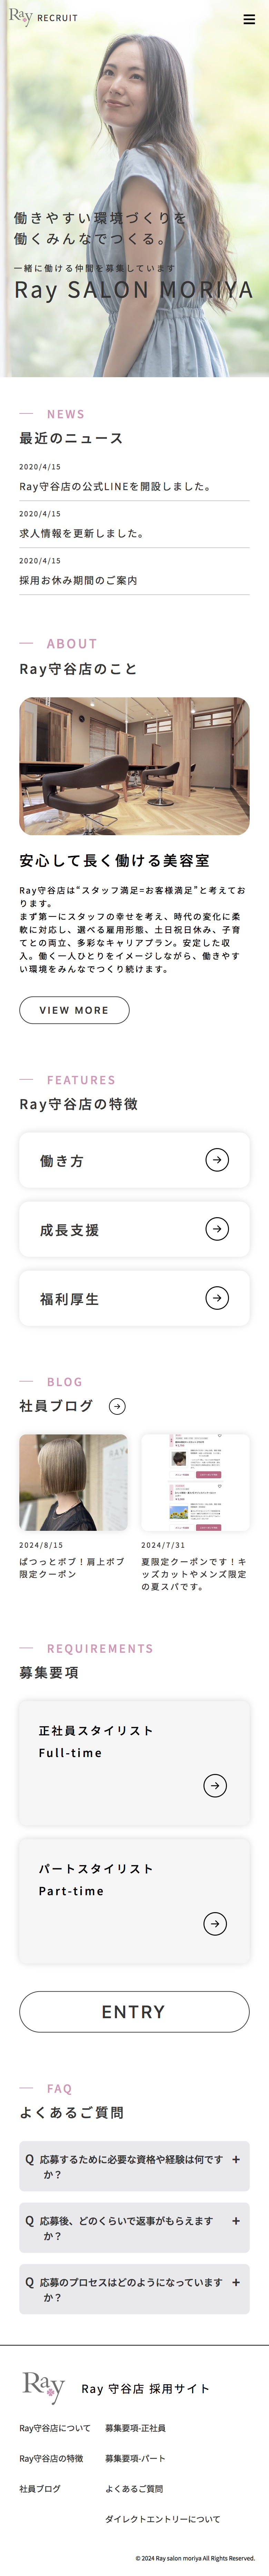 Ray RECRUIT
働きやすい環境づくりを
働くみんなでつくる。
一緒に働ける仲間を募集しています
Ray SALON MORIYA
NEWS
最近のニュース
2020/4/15
Ray守谷店の公式LINEを開設しました。
2020/4/15
求人情報を更新しました。
2020/4/15
採用お休み期間のご案内
ABOUT
Ray守谷店のこと
安心して長く働ける美容室
Ray守谷店は“スタッフ満足=お客様満足”と考えてお
ります。
まず第一にスタッフの幸せを考え、時代の変化に柔
軟に対応し、選べる雇用形態、土日祝日休み、子育
てとの両立、多彩なキャリアプラン。安定した収
入。働く一人ひとりをイメージしながら、働きやす
い環境をみんなでつくり続けます。
VIEW MORE
FEATURES
Ray守谷店の特徴
働き方
成長支援
福利厚生
BLOG
社員ブログ
2024/8/15
ぱつっとボブ！肩上ボブ
限定クーポン
2024/7/31
夏限定クーポンです！キ
ッズカットやメンズ限定
の夏スパです。
REQUIREMENTS
募集要項
正社員スタイリスト
Full-time
パートスタイリスト
Part-time
ENTRY
FAQ
よくあるご質問
Q 応募するために必要な資格や経験は何です +
か？
Q 応募後、どのくらいで返事がもらえます +
か？
Q 応募のプロセスはどのようになっています +
か？
Ray Ray 守谷店 採用サイト
Ray守谷店について 募集要項-正社員
Ray守谷店の特徴 募集要項-パート
社員ブログ よくあるご質問
ダイレクトエントリーについて
© 2024 Ray salon moriya All Rights Reserved.